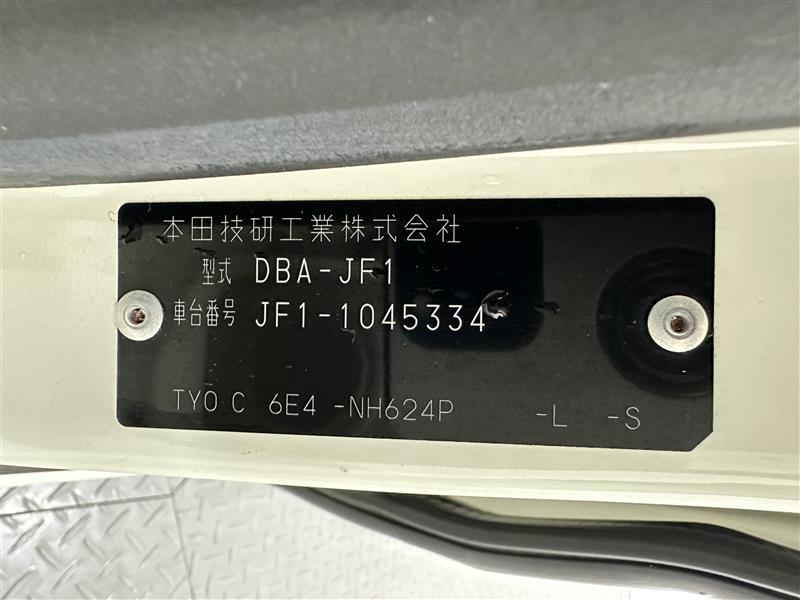 本田技研工業株式会社
型式 DBA-JF1
車台番号 JF1-1045334
TYO C 6E4 -NH624P -L -S